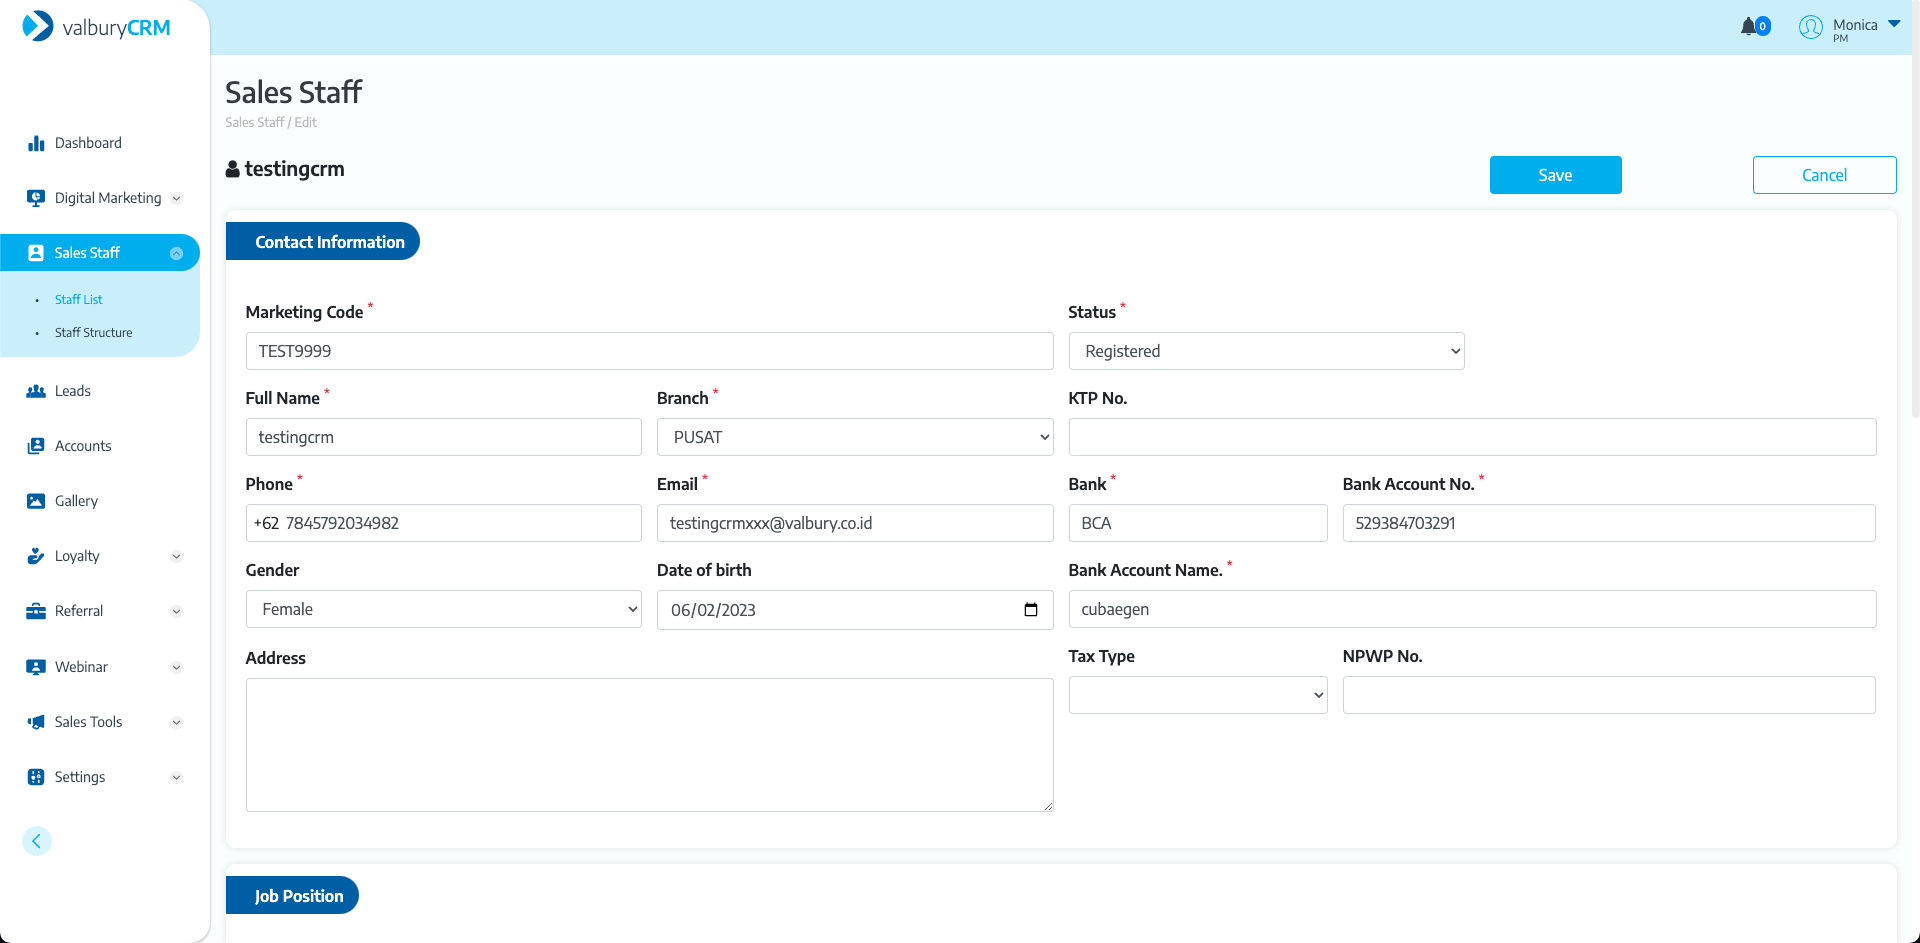 valburyCRM
0
Monica
PM
Dashboard
Digital Marketing
Sales Staff
Staff List
Staff Structure
Leads
Accounts
Gallery
Loyalty
Referral
Webinar
Sales Tools
Settings
Sales Staff
Sales Staff / Edit
testingcrm
Save
Cancel
Contact Information
Marketing Code *
Status *
TEST9999
Registered
Full Name *
Branch *
KTP No.
testingcrm
PUSAT
Phone *
Email *
Bank *
Bank Account No. *
+62 7845792034982
testingcrmxxx@valbury.co.id
BCA
529384703291
Gender
Date of birth
Bank Account Name. *
Female
06/02/2023
cubaegen
Address
Tax Type
NPWP No.
Job Position